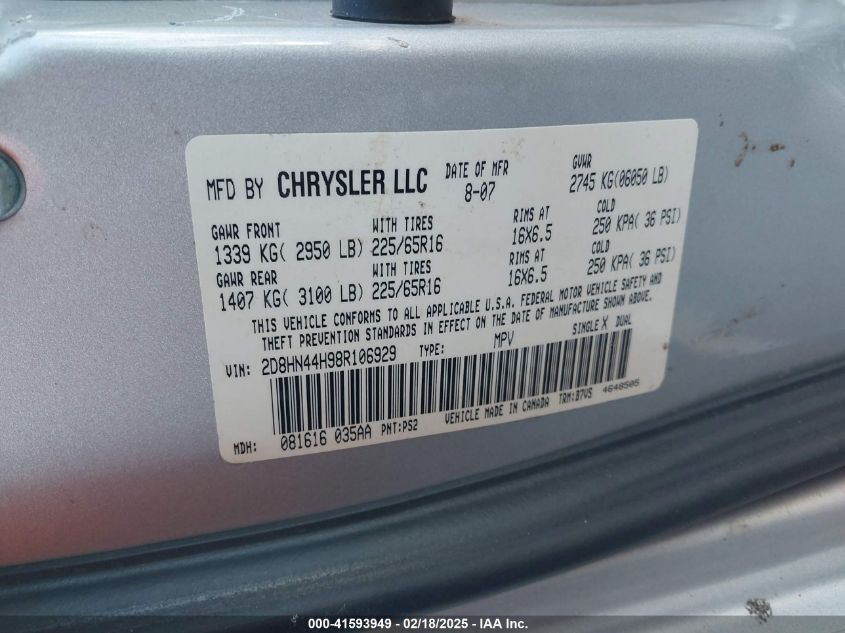 MFD BY CHRYSLER LLC DATE OF MFR 8-07 GVWR 2745 KG(06050 LB)
GAWR FRONT WITH TIRES RIMS AT COLD
1339 KG( 2950 LB) 225/65R16 16X6.5 250 KPA( 36 PSI)
GAWR REAR WITH TIRES RIMS AT COLD
1407 KG( 3100 LB) 225/65R16 16X6.5 250 KPA( 36 PSI)
THIS VEHICLE CONFORMS TO ALL APPLICABLE U.S.A. FEDERAL MOTOR VEHICLE SAFETY AND
THEFT PREVENTION STANDARDS IN EFFECT ON THE DATE OF MANUFACTURE SHOWN ABOVE.
VIN: 2D8HN44H98R106929 TYPE: MPV SINGLE X DUAL
MDH: 081616 035AA PNT:PS2 VEHICLE MADE IN CANADA TRM:B7VS 4648505
000-41593949 - 02/18/2025 - IAA Inc.